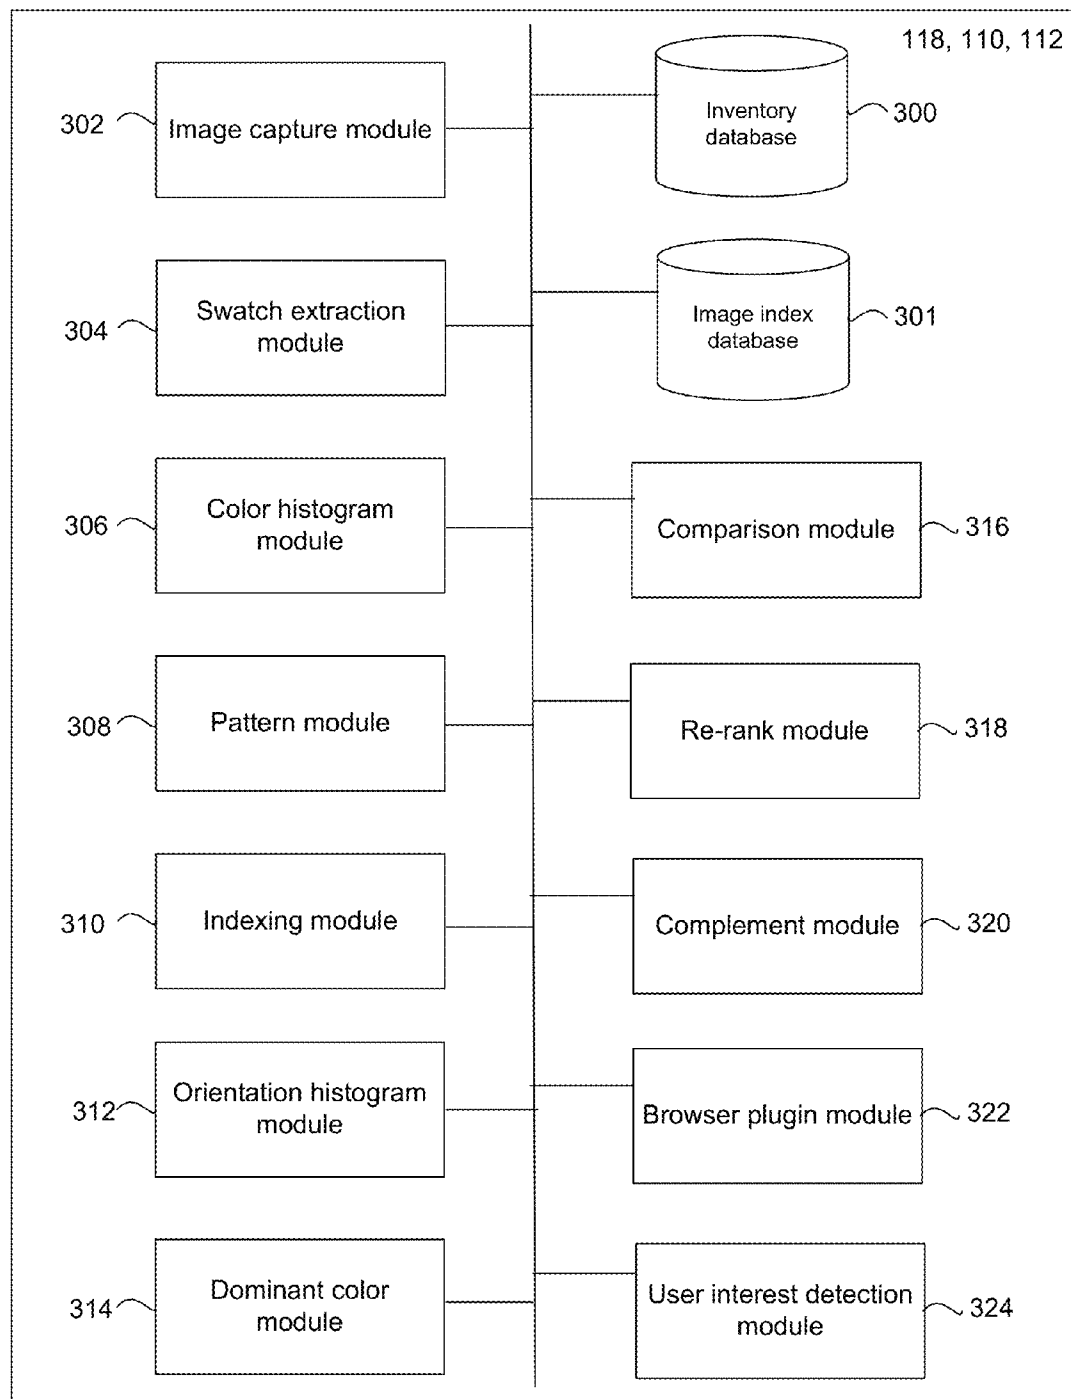 118, 110, 112
302
Image capture module
Inventory
database
300
304
Swatch extraction
module
Image index
database
301
306
Color histogram
module
Comparison module
316
308
Pattern module
Re-rank module
318
310
Indexing module
Complement module
320
312
Orientation histogram
module
Browser plugin module
322
314
Dominant color
module
User interest detection
module
324